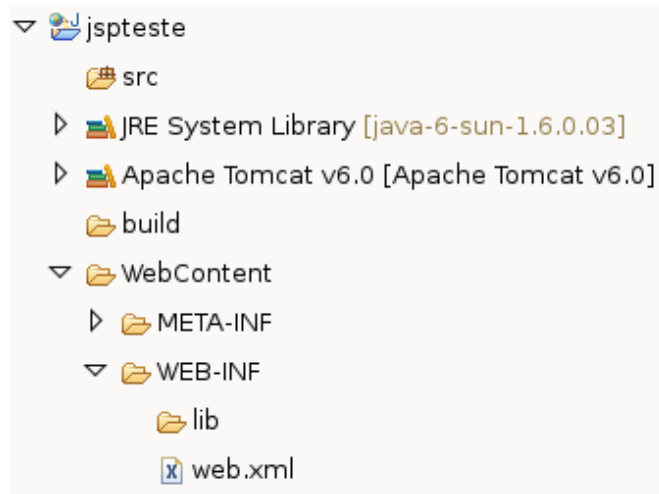 jspteste
src
JRE System Library [java-6-sun-1.6.0.03]
Apache Tomcat v6.0 [Apache Tomcat v6.0]
build
WebContent
META-INF
WEB-INF
lib
web.xml